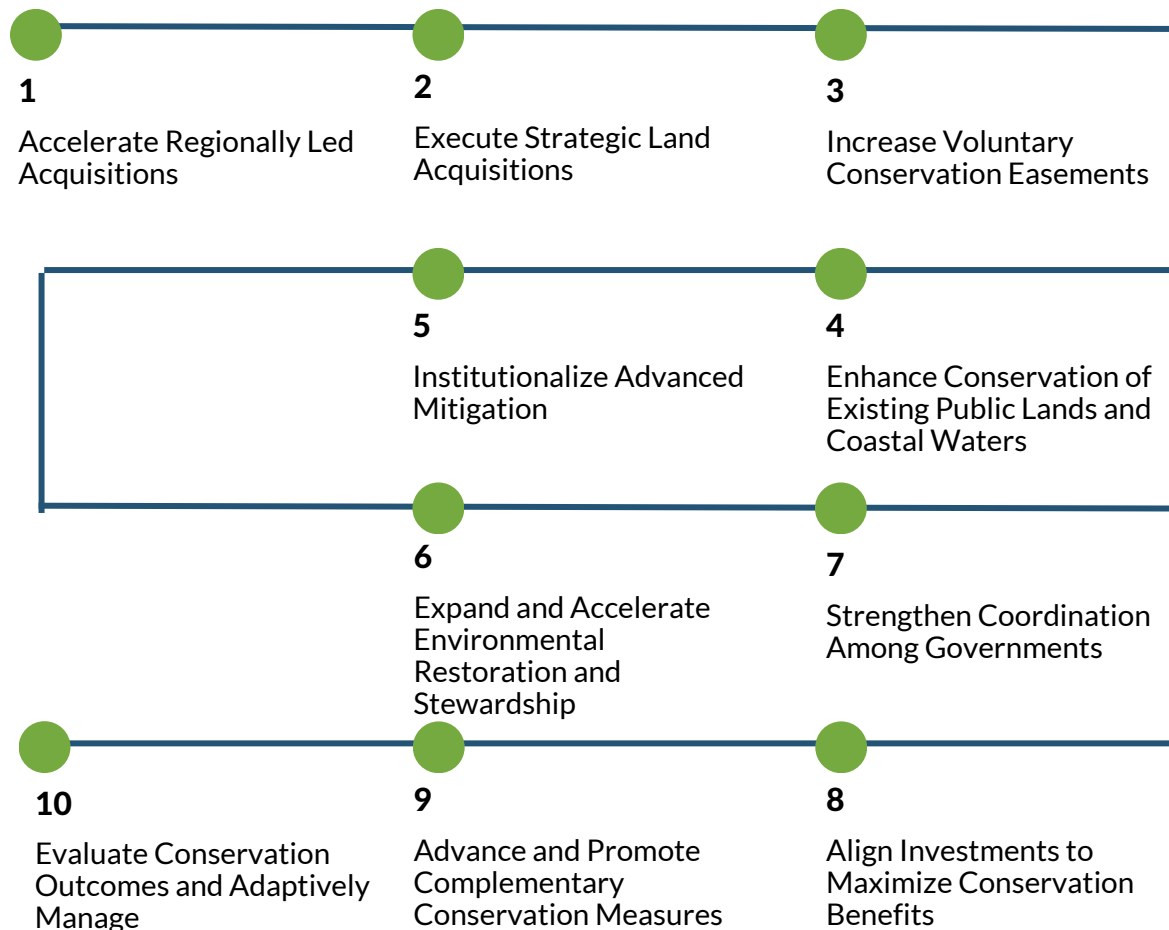 1
Accelerate Regionally Led
Acquisitions
2
Execute Strategic Land
Acquisitions
3
Increase Voluntary
Conservation Easements
4
Enhance Conservation of
Existing Public Lands and
Coastal Waters
5
Institutionalize Advanced
Mitigation
6
Expand and Accelerate
Environmental
Restoration and
Stewardship
7
Strengthen Coordination
Among Governments
8
Align Investments to
Maximize Conservation
Benefits
9
Advance and Promote
Complementary
Conservation Measures
10
Evaluate Conservation
Outcomes and Adaptively
Manage